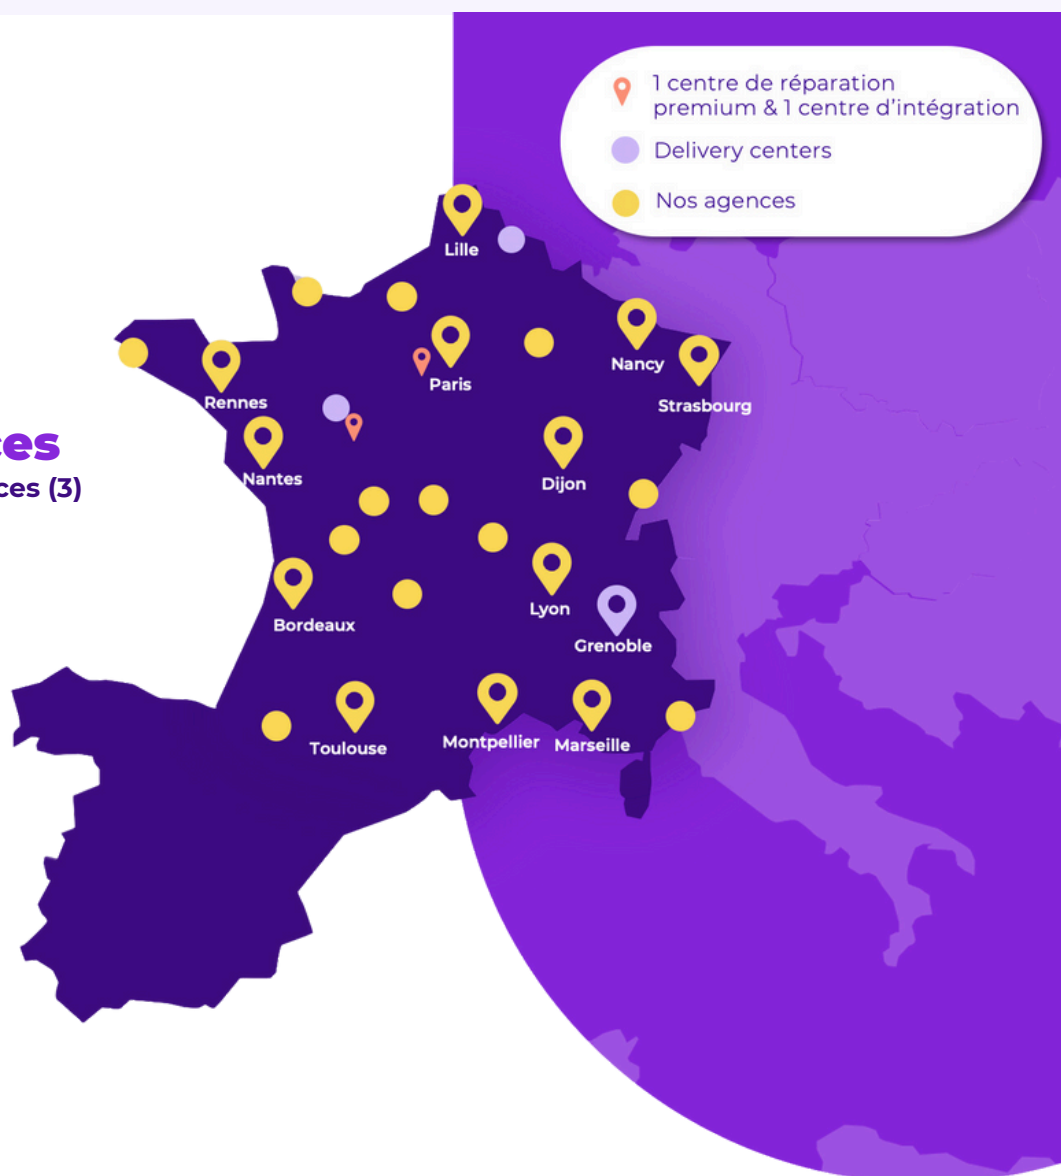 1 centre de réparation
premium & 1 centre d'intégration
Delivery centers
Nos agences
Lille
Nancy
Paris
Rennes
Strasbourg
ces (3)
Nantes
Dijon
Lyon
Bordeaux
Grenoble
Toulouse
Montpellier
Marseille